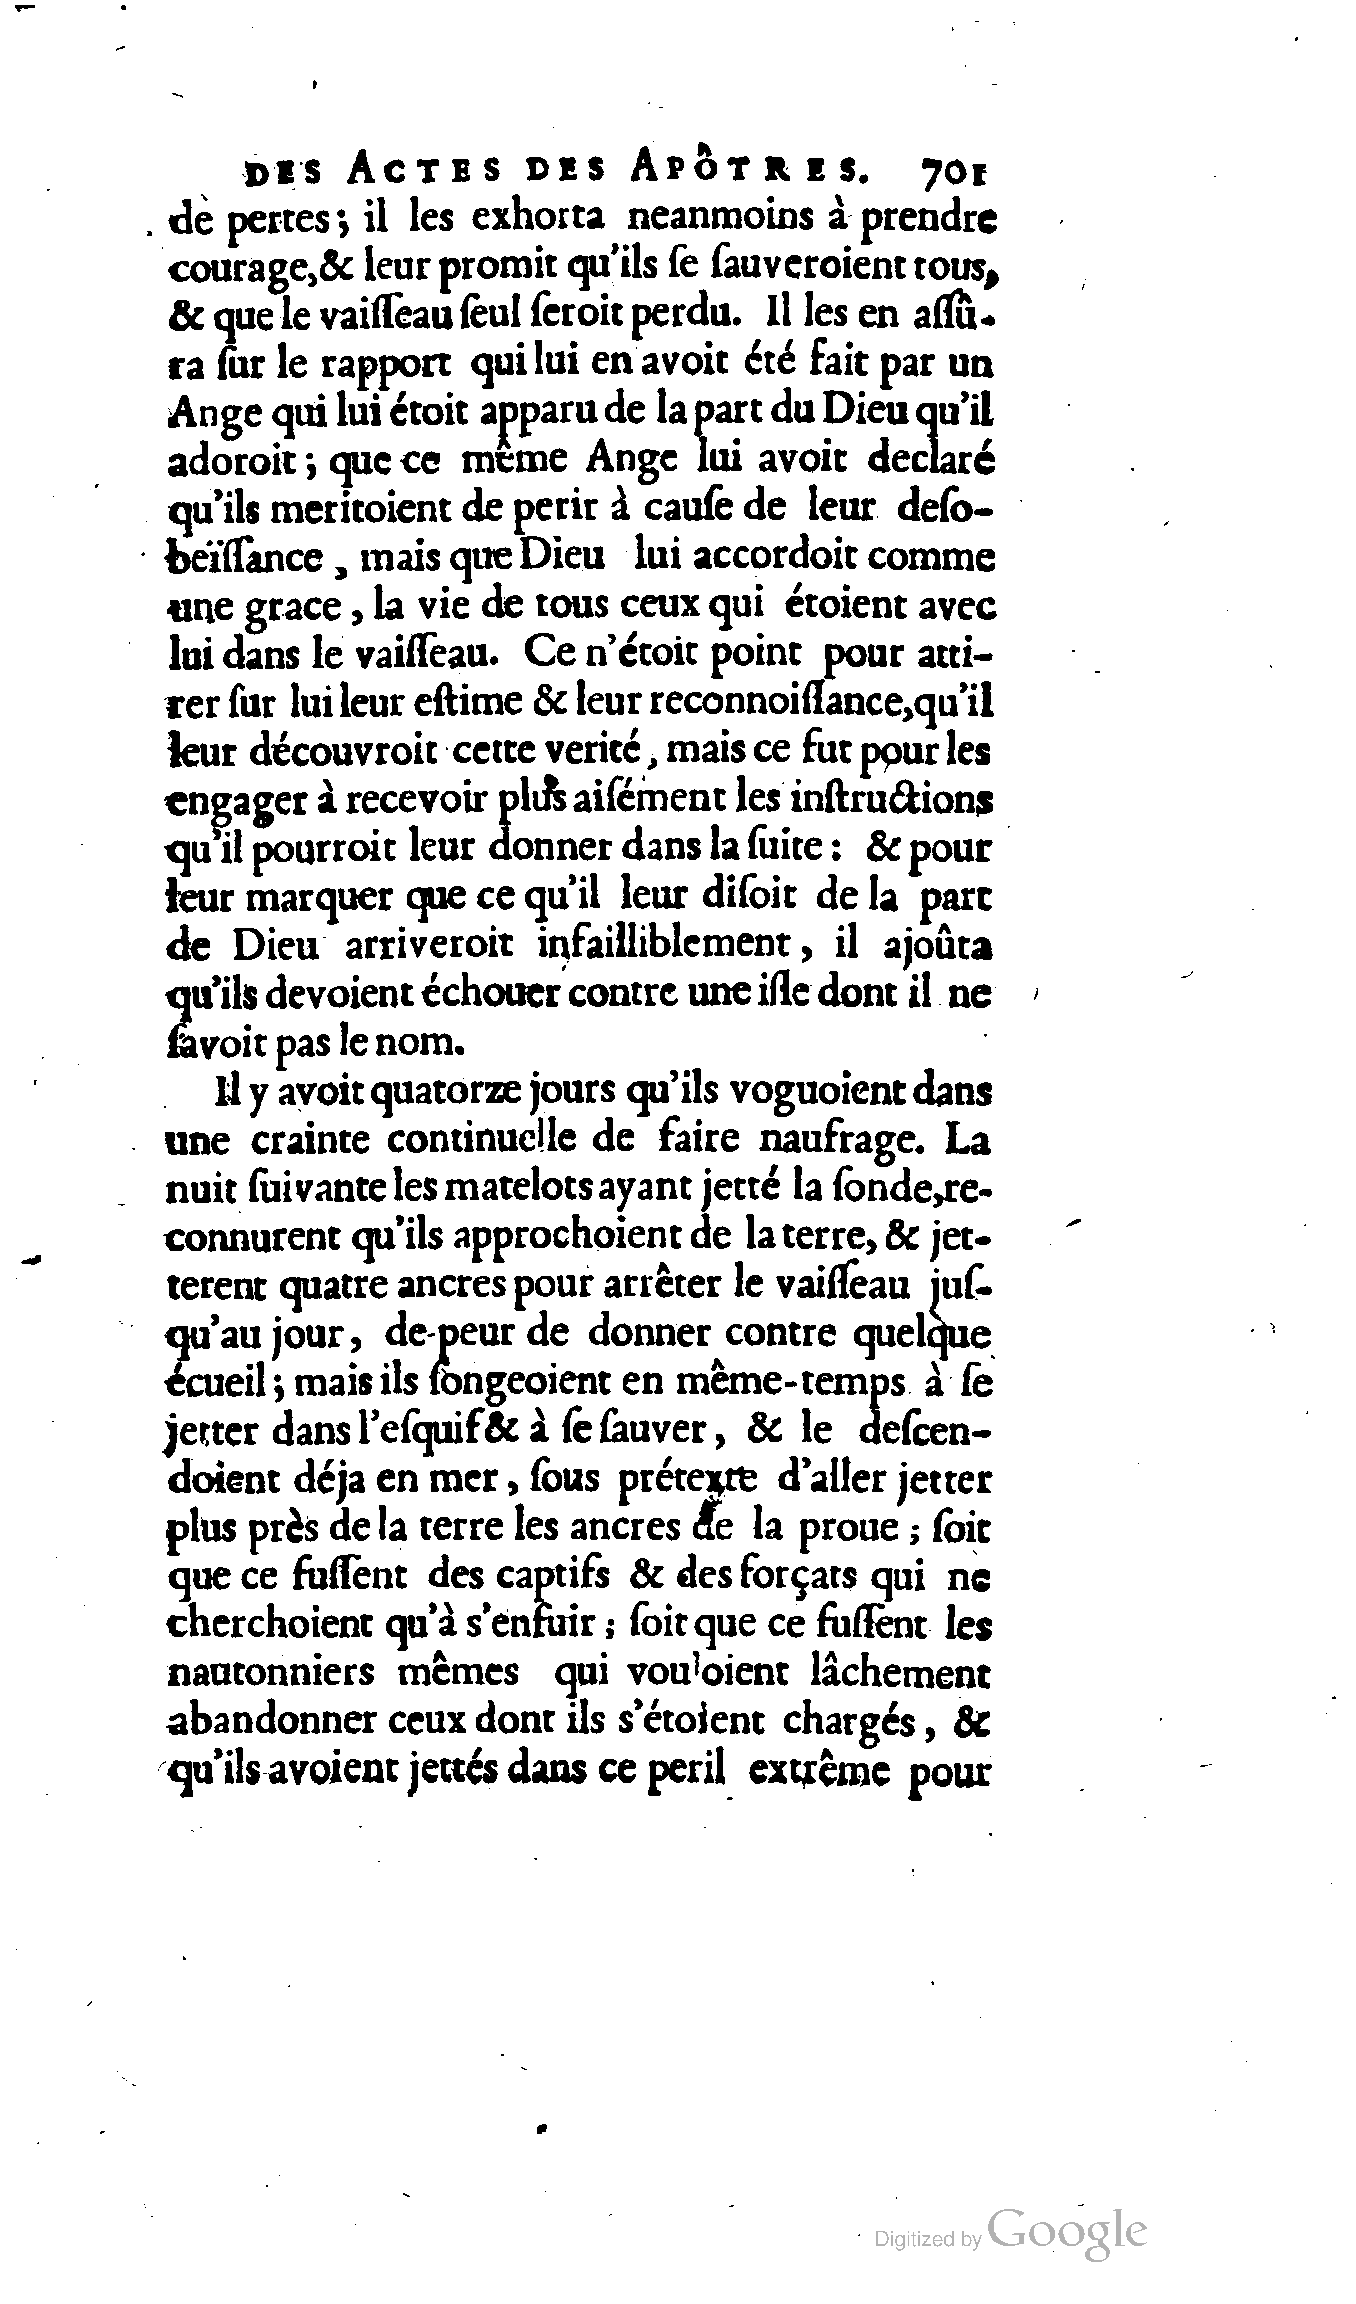 DES ACTES DES APÔTRES. 701
de pertes; il les exhorta neanmoins à prendre
courage, & leur promit qu'ils ſe ſauveroient tous,
& que le vaiſſeau ſeul ſeroit perdu. Il les en aſſû-
ra ſur le rapport qui lui en avoit été fait par un
Ange qui lui étoit apparu de la part du Dieu qu'il
adoroit; que ce même Ange lui avoit declaré
qu'ils meritoient de perir à cauſe de leur deſo-
beïſſance, mais que Dieu lui accordoit comme
une grace, la vie de tous ceux qui étoient avec
lui dans le vaiſſeau. Ce n'étoit point pour atti-
rer ſur lui leur eſtime & leur reconnoiſſance, qu'il
leur découvroit cette verité, mais ce fut pour les
engager à recevoir plus aiſément les inſtructions
qu'il pourroit leur donner dans la ſuite: & pour
leur marquer que ce qu'il leur diſoit de la part
de Dieu arriveroit infailliblement, il ajoûta
qu'ils devoient échouer contre une iſle dont il ne
ſavoit pas le nom.
Il y avoit quatorze jours qu'ils voguoient dans
une crainte continuelle de faire naufrage. La
nuit ſuivante les matelots ayant jetté la ſonde, re-
connurent qu'ils approchoient de la terre, & jet-
terent quatre ancres pour arrêter le vaiſſeau juſ-
qu'au jour, de-peur de donner contre quelque
écueil; mais ils ſongeoient en même-temps à ſe
jetter dans l'eſquif & à ſe ſauver, & le deſcen-
doient déja en mer, ſous prétexte d'aller jetter
plus près de la terre les ancres de la proue; ſoit
que ce fuſſent des captifs & des forçats qui ne
cherchoient qu'à s'enfuir; ſoit que ce fuſſent les
nautonniers mêmes qui vouloient lâchement
abandonner ceux dont ils s'étoient chargés, &
qu'ils avoient jettés dans ce peril extrême pour
Digitized by Google